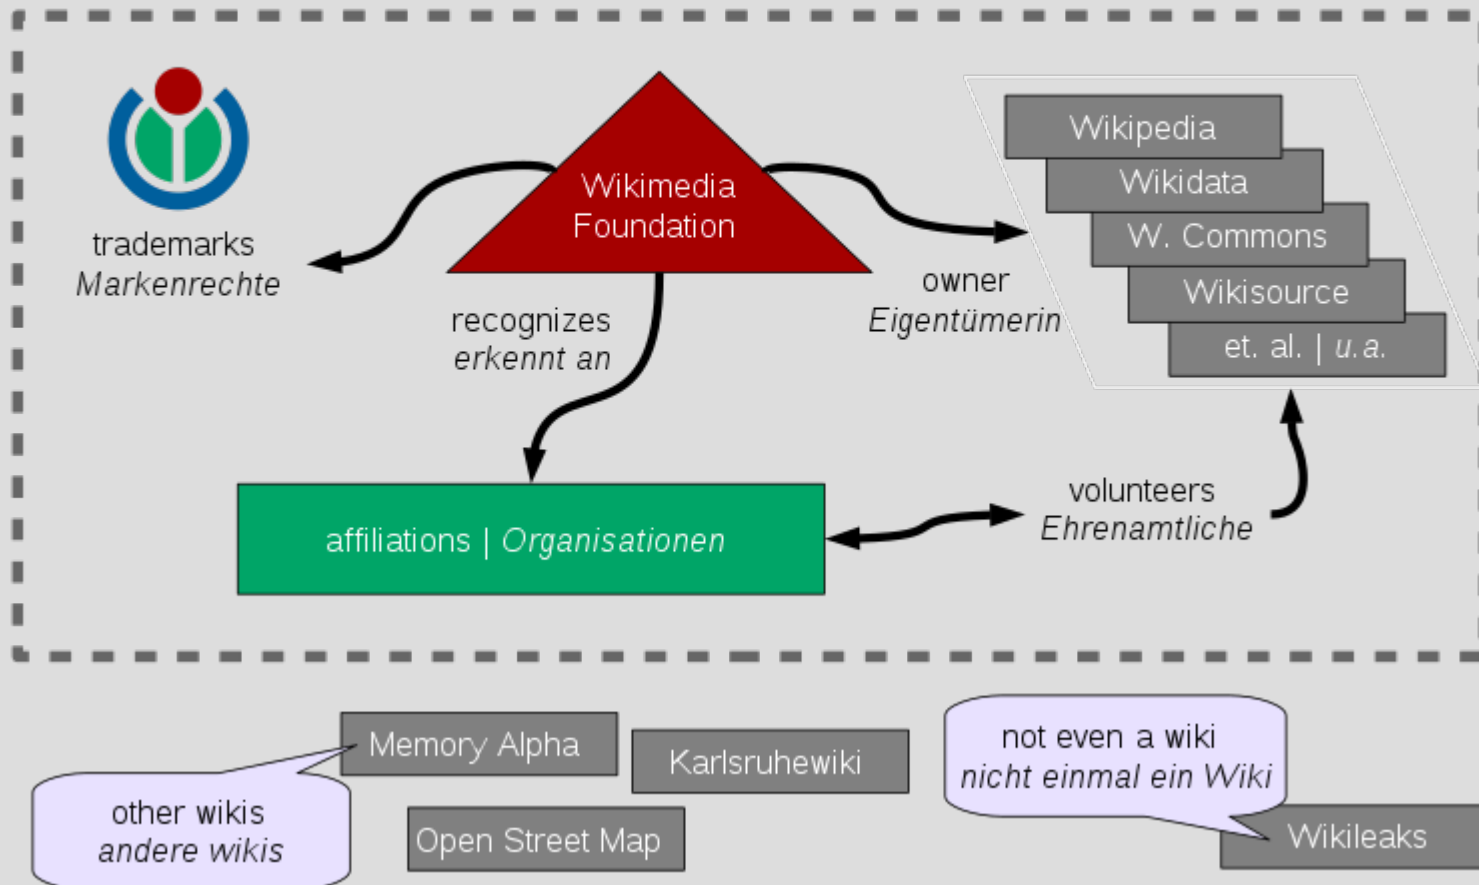 trademarks
Markenrechte
Wikimedia
Foundation
recognizes
erkennt an
owner
Eigentümerin
Wikipedia
Wikidata
W. Commons
Wikisource
et. al. | u.a.
affiliations | Organisationen
volunteers
Ehrenamtliche
other wikis
andere wikis
Memory Alpha
Karlsruhewiki
Open Street Map
not even a wiki
nicht einmal ein Wiki
Wikileaks